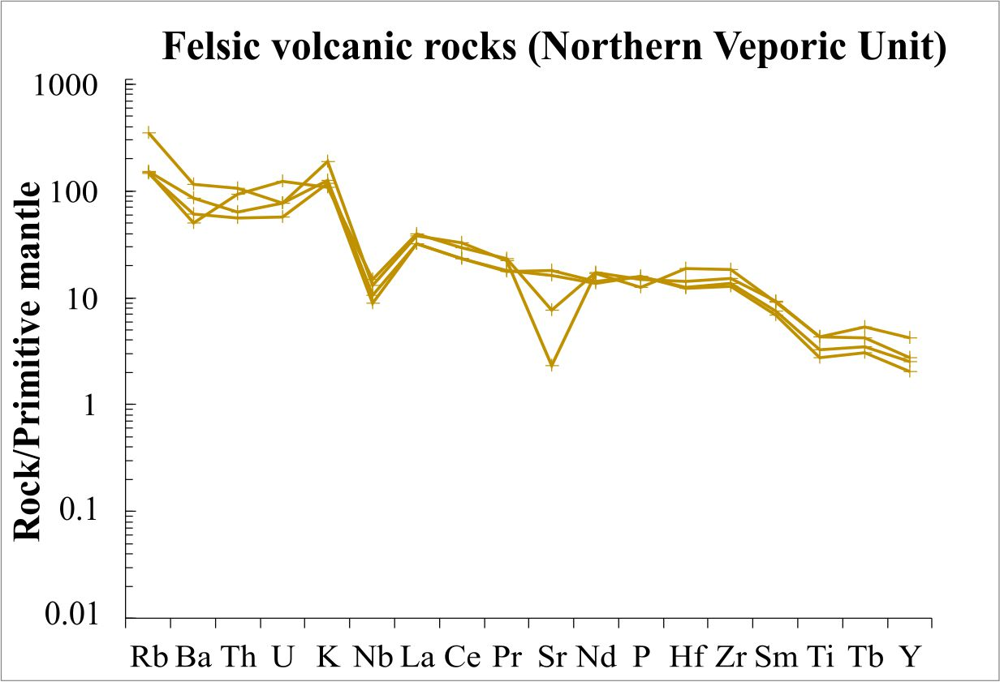 Felsic volcanic rocks (Northern Veporic Unit)
Rock/Primitive mantle
1000
100
10
1
0.1
0.01
Rb Ba Th U K Nb La Ce Pr Sr Nd P Hf Zr Sm Ti Tb Y